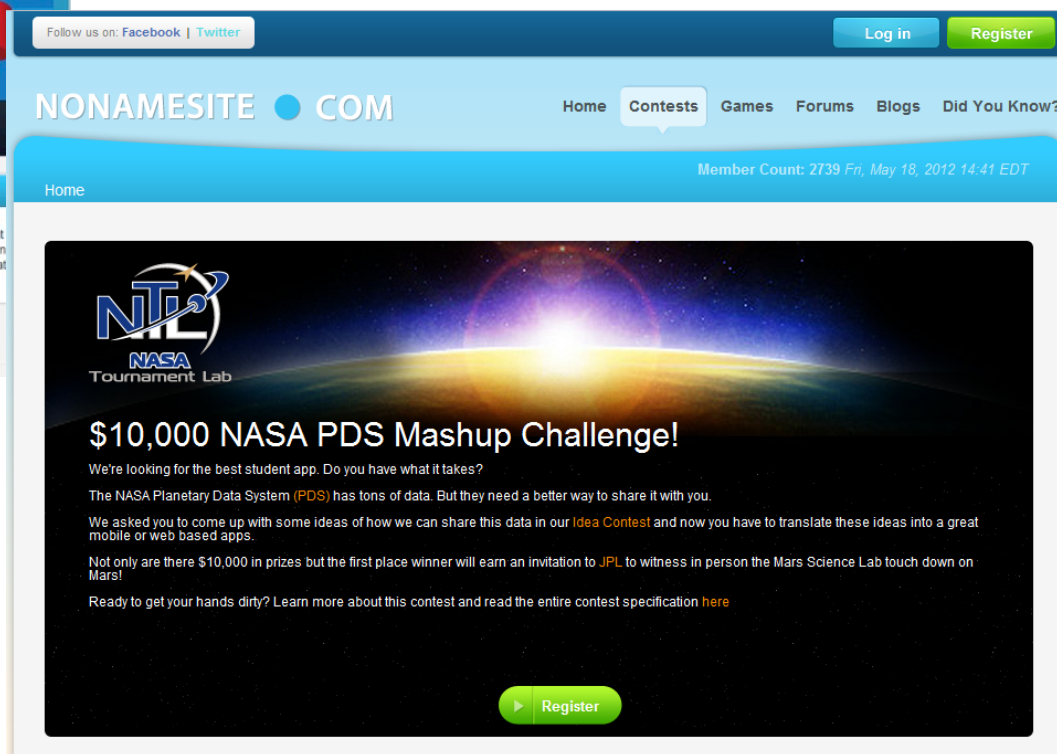 Follow us on: Facebook | Twitter
Log in
Register
NONAMESITE COM
Home
Contests
Games
Forums
Blogs
Did You Know?
Member Count: 2739 Fri, May 18, 2012 14:41 EDT
Home
NTL
NASA
Tournament Lab
$10,000 NASA PDS Mashup Challenge!
We're looking for the best student app. Do you have what it takes?
The NASA Planetary Data System (PDS) has tons of data. But they need a better way to share it with you.
We asked you to come up with some ideas of how we can share this data in our Idea Contest and now you have to translate these ideas into a great
mobile or web based apps.
Not only are there $10,000 in prizes but the first place winner will earn an invitation to JPL to witness in person the Mars Science Lab touch down on
Mars!
Ready to get your hands dirty? Learn more about this contest and read the entire contest specification here
Register